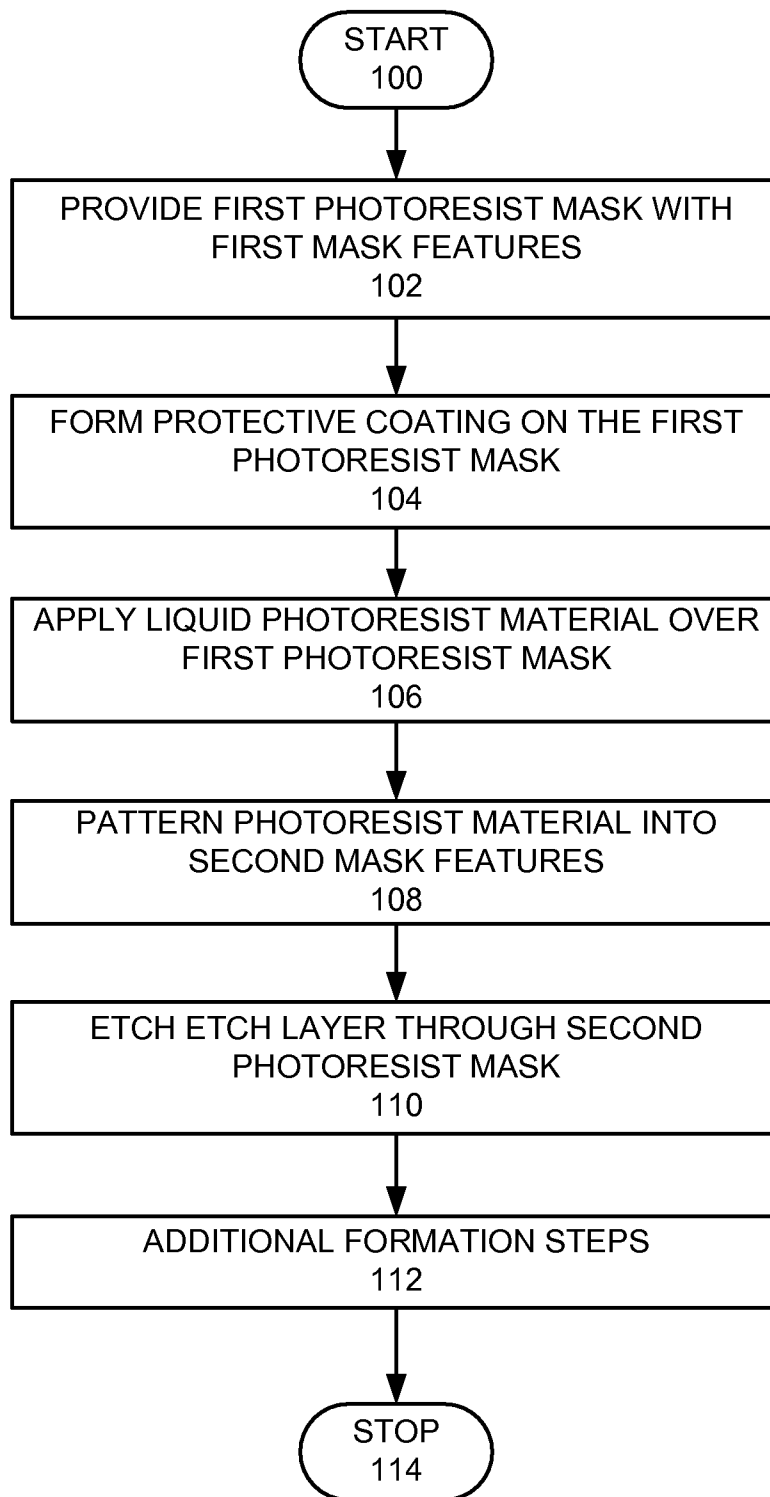 START
100
PROVIDE FIRST PHOTORESIST MASK WITH
FIRST MASK FEATURES
102
FORM PROTECTIVE COATING ON THE FIRST
PHOTORESIST MASK
104
APPLY LIQUID PHOTORESIST MATERIAL OVER
FIRST PHOTORESIST MASK
106
PATTERN PHOTORESIST MATERIAL INTO
SECOND MASK FEATURES
108
ETCH ETCH LAYER THROUGH SECOND
PHOTORESIST MASK
110
ADDITIONAL FORMATION STEPS
112
STOP
114